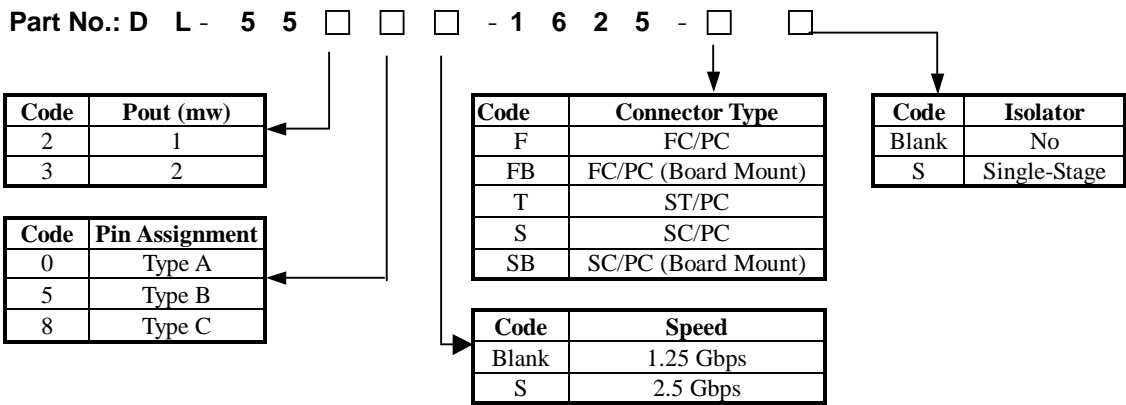 Part No.: D L - 5 5 □ □ □ - 1 6 2 5 - □ □
Code Pout (mw)
2 1
3 2
Code Pin Assignment
0 Type A
5 Type B
8 Type C
Code Connector Type
F FC/PC
FB FC/PC (Board Mount)
T ST/PC
S SC/PC
SB SC/PC (Board Mount)
Code Speed
Blank 1.25 Gbps
S 2.5 Gbps
Code Isolator
Blank No
S Single-Stage